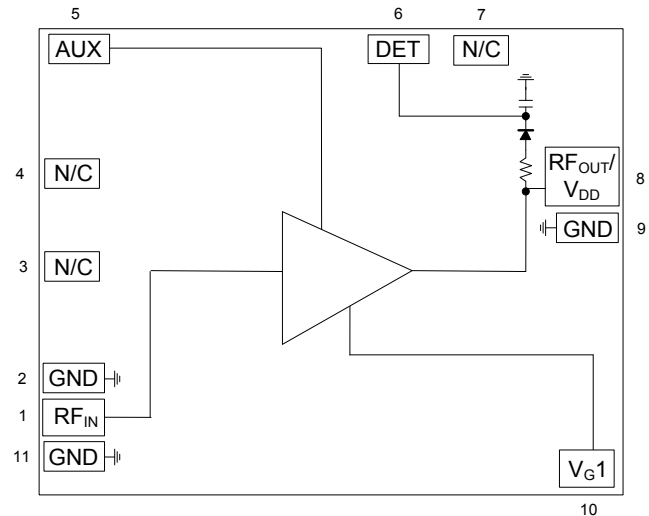 5
6
7
AUX
DET
N/C
4
N/C
RFOUT/
VDD
8
GND
9
3
N/C
2
GND
1
RFIN
11
GND
VG1
10